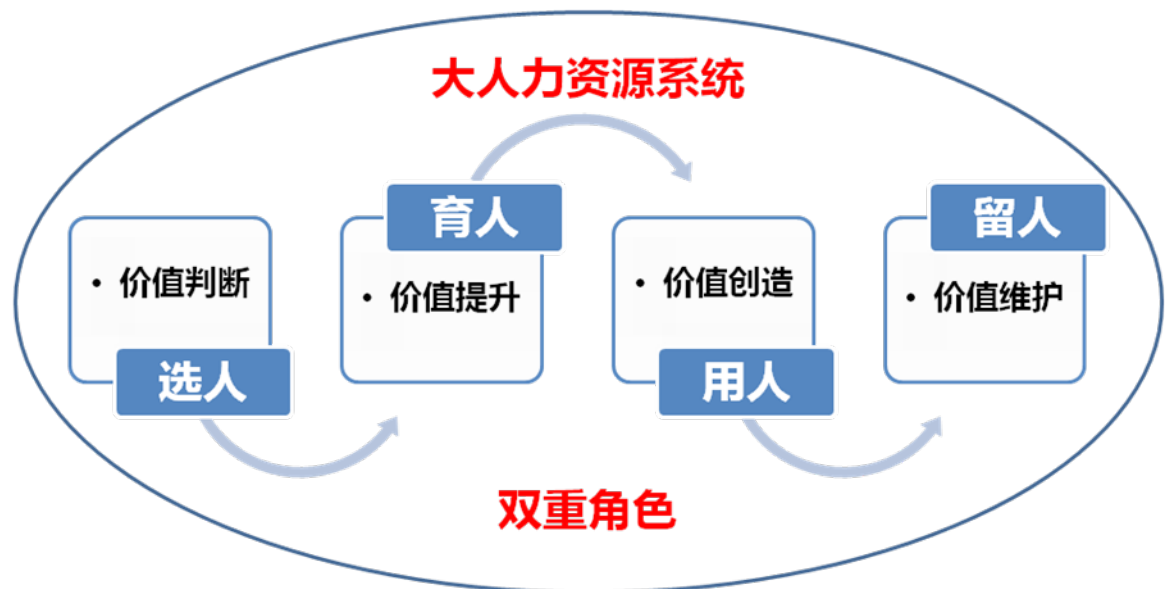 大人力资源系统
• 价值判断
选人
育人
• 价值提升
• 价值创造
用人
留人
• 价值维护
双重角色